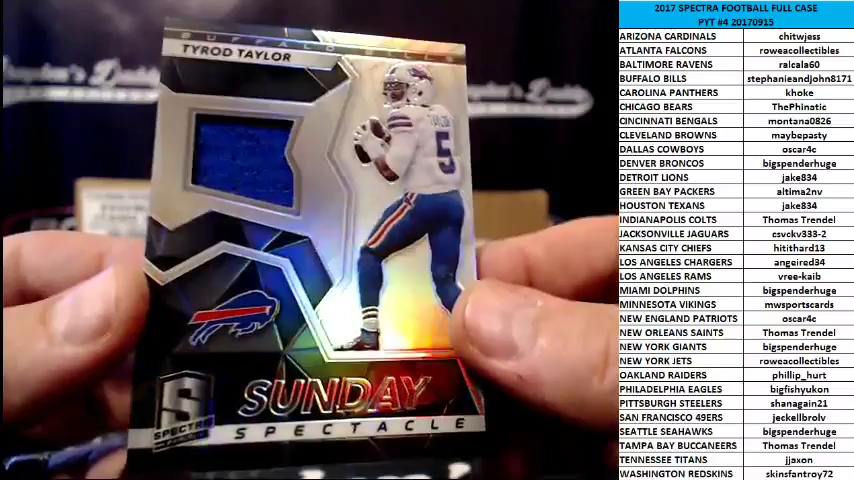 2017 SPECTRA FOOTBALL FULL CASE
PYT #4 20170915
ARIZONA CARDINALS chitwjess
ATLANTA FALCONS roweacollectibles
BALTIMORE RAVENS ralcala60
BUFFALO BILLS stephanieandjohn8171
CAROLINA PANTHERS khoke
CHICAGO BEARS ThePhinatic
CINCINNATI BENGALS montana0826
CLEVELAND BROWNS maybepasty
DALLAS COWBOYS oscar4c
DENVER BRONCOS bigspenderhuge
DETROIT LIONS jake834
GREEN BAY PACKERS altima2nv
HOUSTON TEXANS jake834
INDIANAPOLIS COLTS Thomas Trendel
JACKSONVILLE JAGUARS csvckv333-2
KANSAS CITY CHIEFS hitithard13
LOS ANGELES CHARGERS angeired34
LOS ANGELES RAMS vree-kaib
MIAMI DOLPHINS bigspenderhuge
MINNESOTA VIKINGS mwsportscards
NEW ENGLAND PATRIOTS oscar4c
NEW ORLEANS SAINTS Thomas Trendel
NEW YORK GIANTS bigspenderhuge
NEW YORK JETS roweacollectibles
OAKLAND RAIDERS phillip_hurt
PHILADELPHIA EAGLES bigfishyukon
PITTSBURGH STEELERS shanagain21
SAN FRANCISCO 49ERS jeckellbrolv
SEATTLE SEAHAWKS bigspenderhuge
TAMPA BAY BUCCANEERS Thomas Trendel
TENNESSEE TITANS jjaxon
WASHINGTON REDSKINS skinsfantroy72
BUFFALO BILLS
TYROD TAYLOR
TAYLOR
5
SUNDAY
SPECTACLE
S
SPECTRA